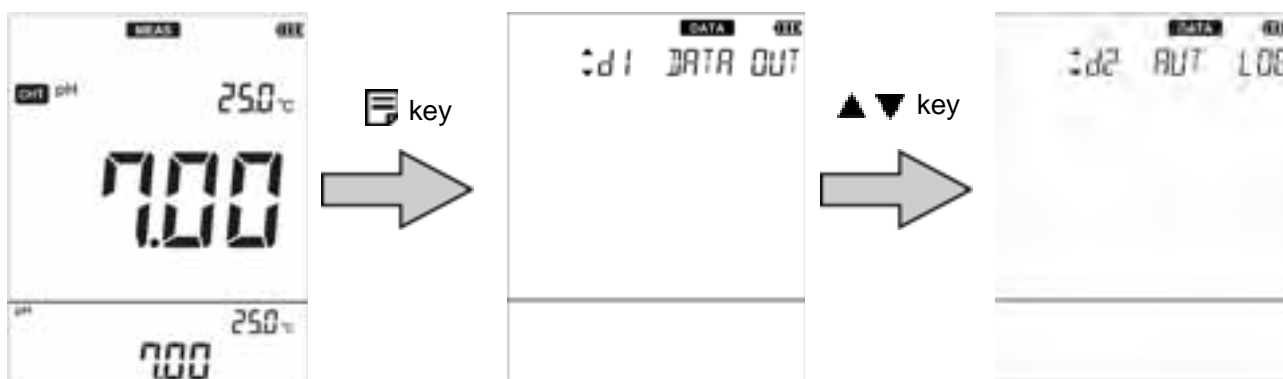 MEAS
CH1 pH 25.0 °C
7.00
pH 25.0 °C
7.00
key
DATA
d1 DATA OUT
▲ ▼ key
DATA
d2 AUT LOG